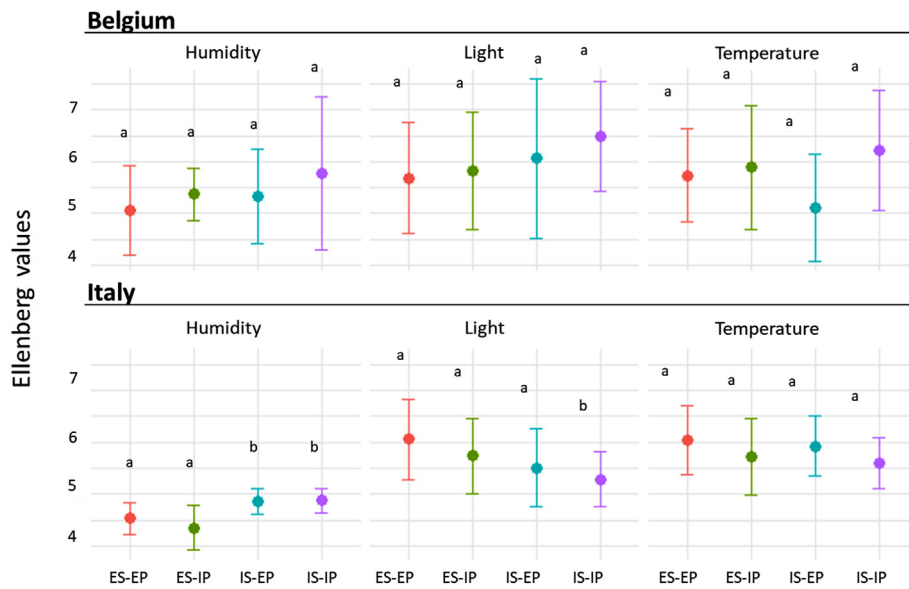 Belgium
Humidity Light Temperature
a a a a a a a a a a a a
7
6
5
4
Ellenberg values
Italy
Humidity Light Temperature
a a b b a a a b a a a a
7
6
5
4
ES-EP ES-IP IS-EP IS-IP ES-EP ES-IP IS-EP IS-IP ES-EP ES-IP IS-EP IS-IP